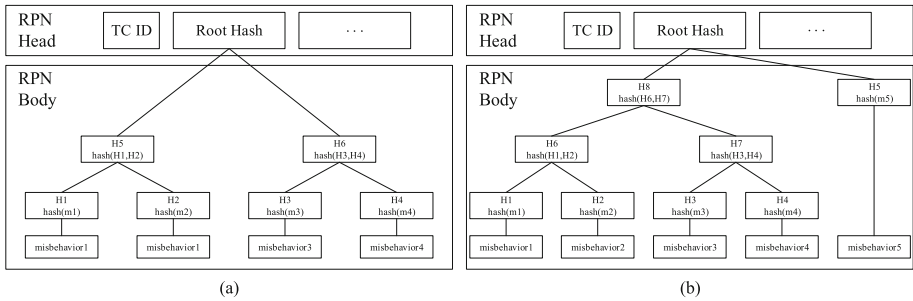 RPN
Head
TC ID
Root Hash
...
RPN
Body
H5
hash(H1,H2)
H6
hash(H3,H4)
H1
hash(m1)
H2
hash(m2)
H3
hash(m3)
H4
hash(m4)
misbehavior1
misbehavior1
misbehavior3
misbehavior4
(a)
RPN
Head
TC ID
Root Hash
...
RPN
Body
H8
hash(H6,H7)
H5
hash(m5)
H6
hash(H1,H2)
H7
hash(H3,H4)
H1
hash(m1)
H2
hash(m2)
H3
hash(m3)
H4
hash(m4)
misbehavior1
misbehavior2
misbehavior3
misbehavior4
misbehavior5
(b)